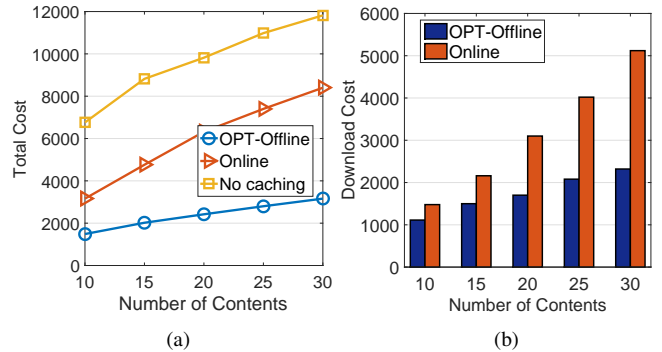 12000
10000
8000
6000
4000
2000
0
Total Cost
OPT-Offline
Online
No caching
10 15 20 25 30
Number of Contents
(a)
6000
5000
4000
3000
2000
1000
0
Download Cost
OPT-Offline
Online
10 15 20 25 30
Number of Contents
(b)